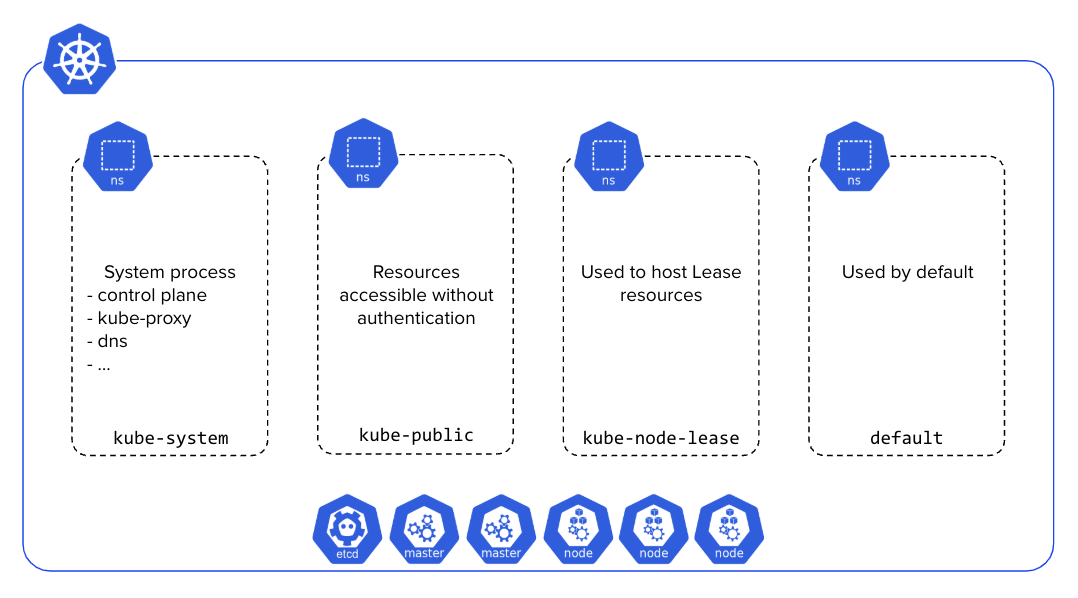 ns
System process
- control plane
- kube-proxy
- dns
- ...
kube-system
ns
Resources
accessible without
authentication
kube-public
ns
Used to host Lease
resources
kube-node-lease
ns
Used by default
default
etcd
master
master
node
node
node